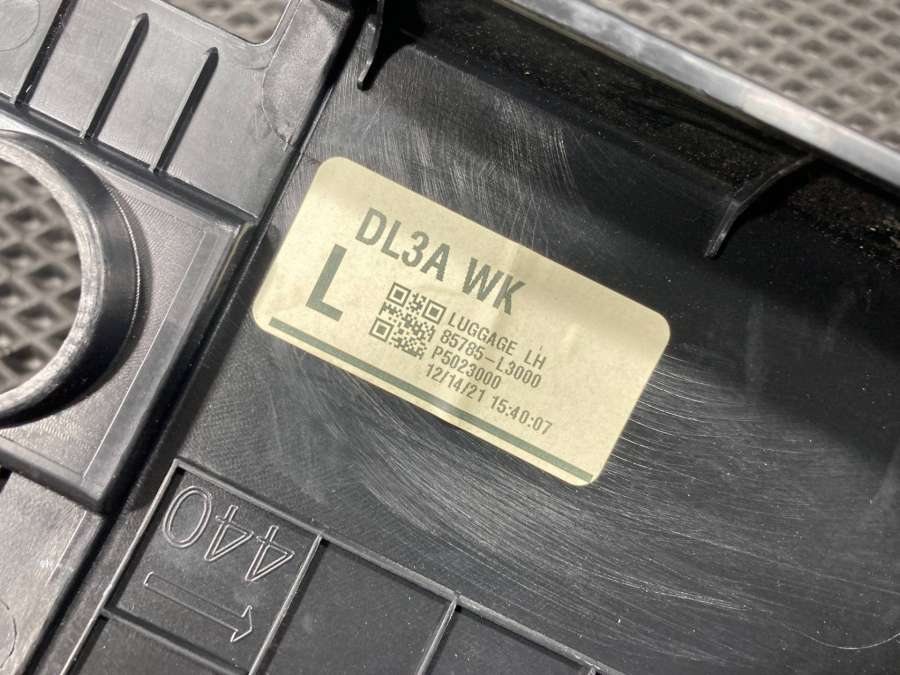 DL3A WK
L
LUGGAGE LH
85785-L3000
P5023000
12/14/21 15:40:07
440